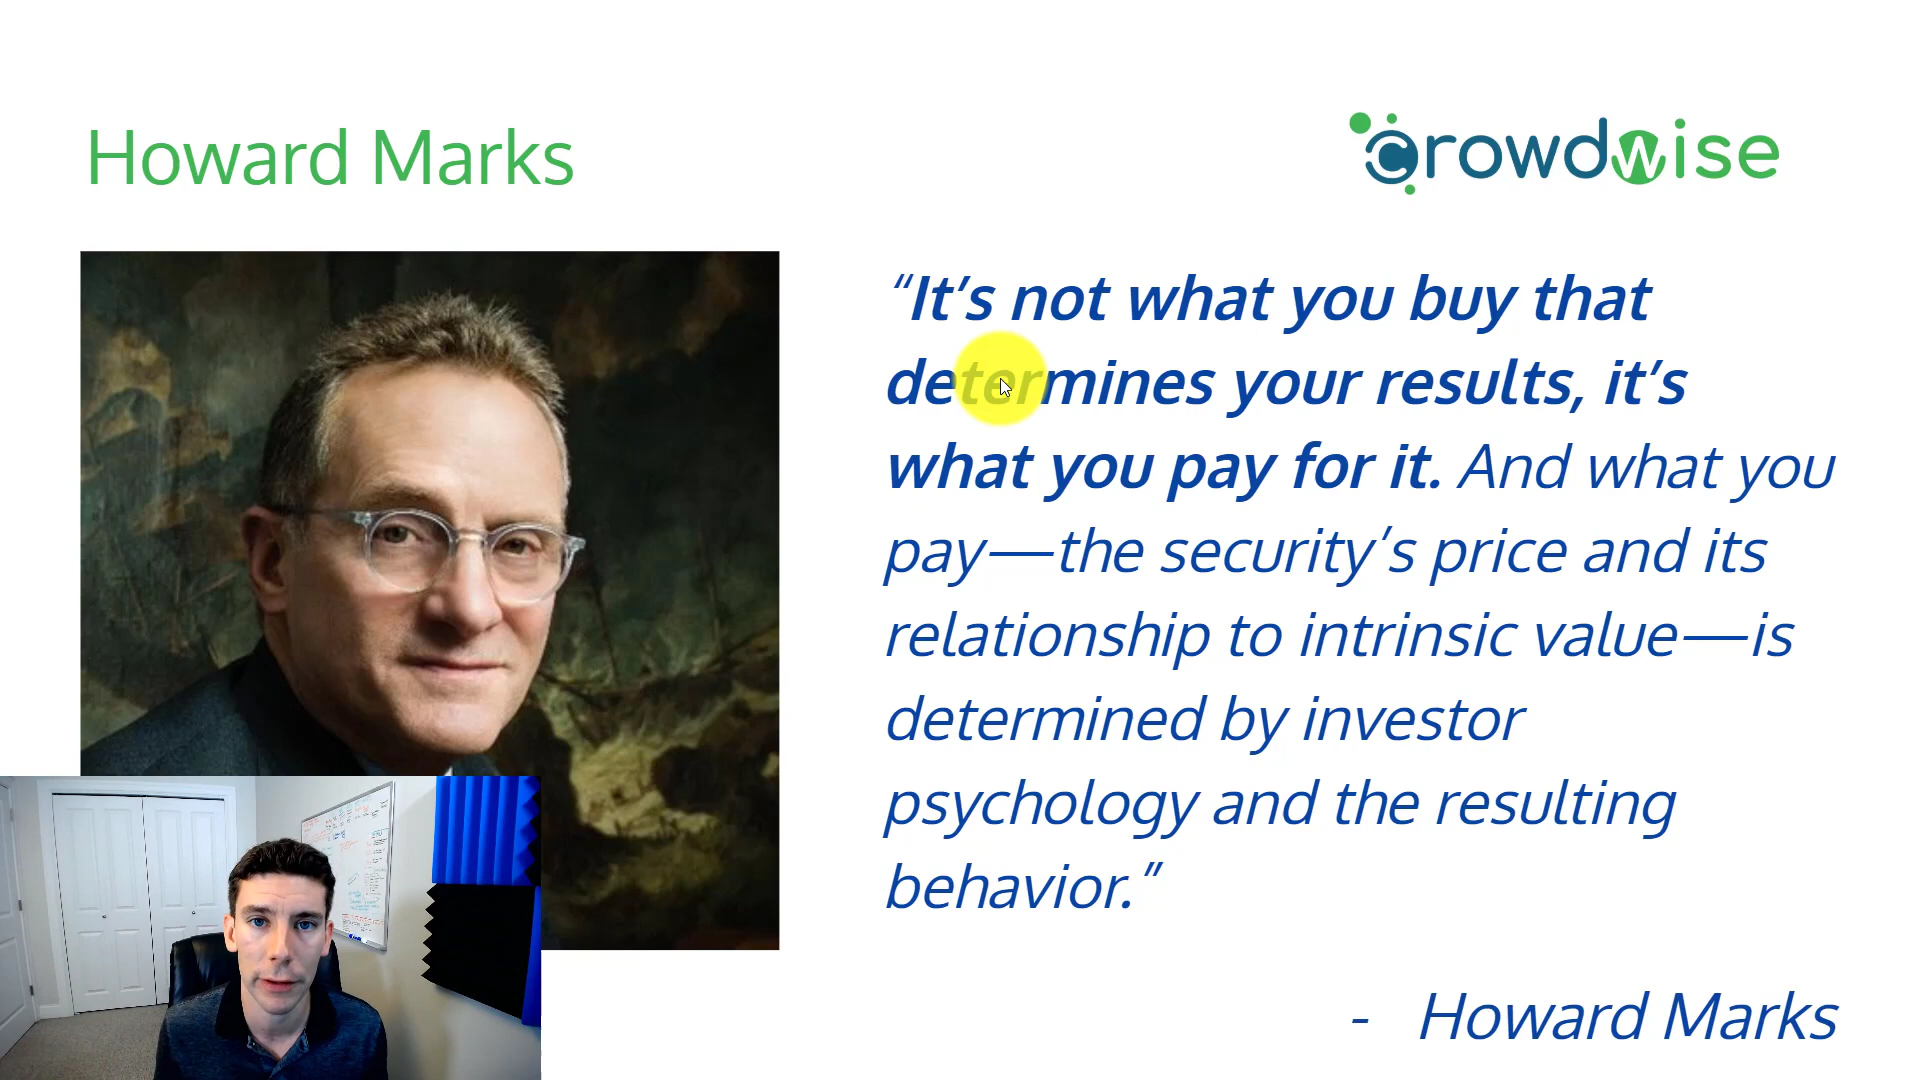 Howard Marks
crowdwise
“It’s not what you buy that
determines your results, it’s
what you pay for it. And what you
pay—the security’s price and its
relationship to intrinsic value—is
determined by investor
psychology and the resulting
behavior.”
- Howard Marks